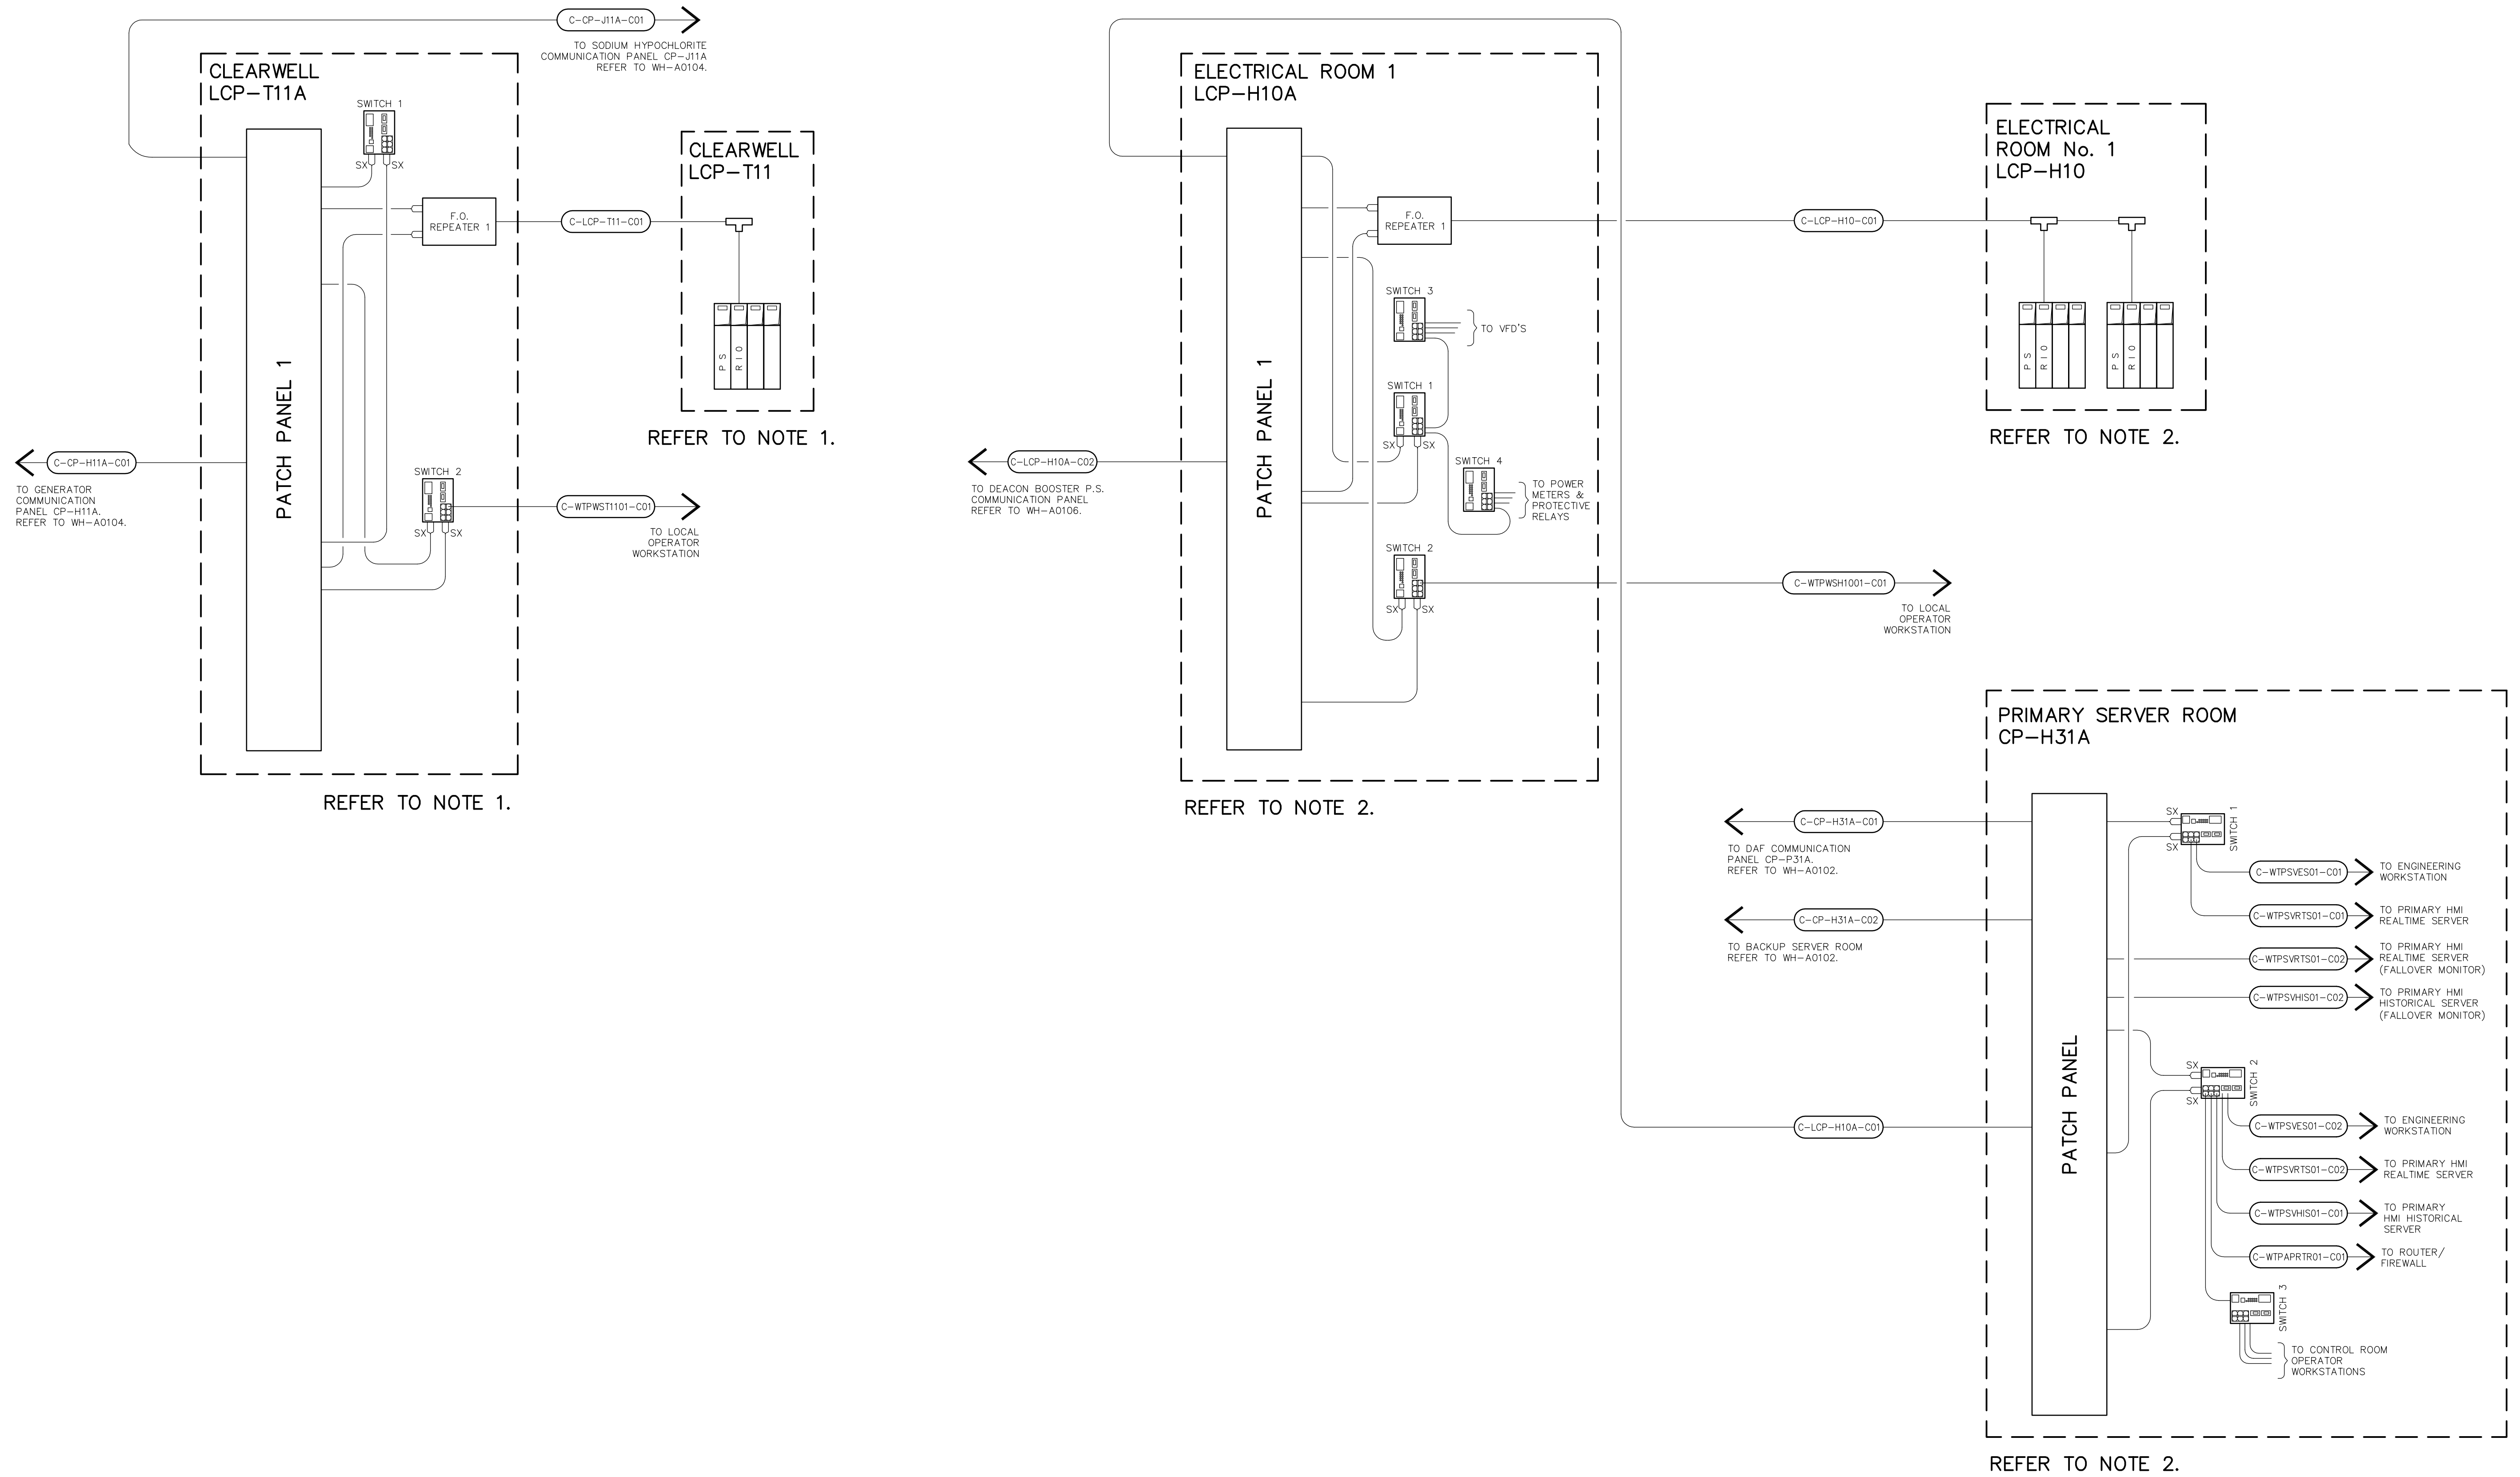 C-CP-J11A-C01
TO SODIUM HYPOCHLORITE
COMMUNICATION PANEL CP-J11A
REFER TO WH-A0104.
CLEARWELL
LCP-T11A
SWITCH 1
SX
SX
F.O.
REPEATER 1
C-LCP-T11-C01
CLEARWELL
LCP-T11
PS
RIO
REFER TO NOTE 1.
PATCH PANEL 1
C-CP-H11A-C01
TO GENERATOR
COMMUNICATION
PANEL CP-H11A.
REFER TO WH-A0104.
SWITCH 2
SX
SX
C-WTPWST1101-C01
TO LOCAL
OPERATOR
WORKSTATION
REFER TO NOTE 1.
ELECTRICAL ROOM 1
LCP-H10A
F.O.
REPEATER 1
SWITCH 3
TO VFD'S
SWITCH 1
SX
SX
PATCH PANEL 1
C-LCP-H10A-C02
TO DEACON BOOSTER P.S.
COMMUNICATION PANEL
REFER TO WH-A0106.
SWITCH 4
TO POWER
METERS &
PROTECTIVE
RELAYS
SWITCH 2
SX
SX
C-WTPWSH1001-C01
TO LOCAL
OPERATOR
WORKSTATION
REFER TO NOTE 2.
C-LCP-H10-C01
ELECTRICAL
ROOM No. 1
LCP-H10
PS
RIO
PS
RIO
REFER TO NOTE 2.
PRIMARY SERVER ROOM
CP-H31A
C-CP-H31A-C01
TO DAF COMMUNICATION
PANEL CP-P31A.
REFER TO WH-A0102.
C-CP-H31A-C02
TO BACKUP SERVER ROOM
REFER TO WH-A0102.
C-LCP-H10A-C01
PATCH PANEL
SX
SX
SWITCH 1
C-WTPSVES01-C01
TO ENGINEERING
WORKSTATION
C-WTPSVRTS01-C01
TO PRIMARY HMI
REALTIME SERVER
C-WTPSVRTS01-C02
TO PRIMARY HMI
REALTIME SERVER
(FALLOVER MONITOR)
C-WTPSVHIS01-C02
TO PRIMARY HMI
HISTORICAL SERVER
(FALLOVER MONITOR)
SX
SX
SWITCH 2
C-WTPSVES01-C02
TO ENGINEERING
WORKSTATION
C-WTPSVRTS01-C02
TO PRIMARY HMI
REALTIME SERVER
C-WTPSVHIS01-C01
TO PRIMARY
HMI HISTORICAL
SERVER
C-WTPAPRTR01-C01
TO ROUTER/
FIREWALL
SWITCH 3
TO CONTROL ROOM
OPERATOR
WORKSTATIONS
REFER TO NOTE 2.